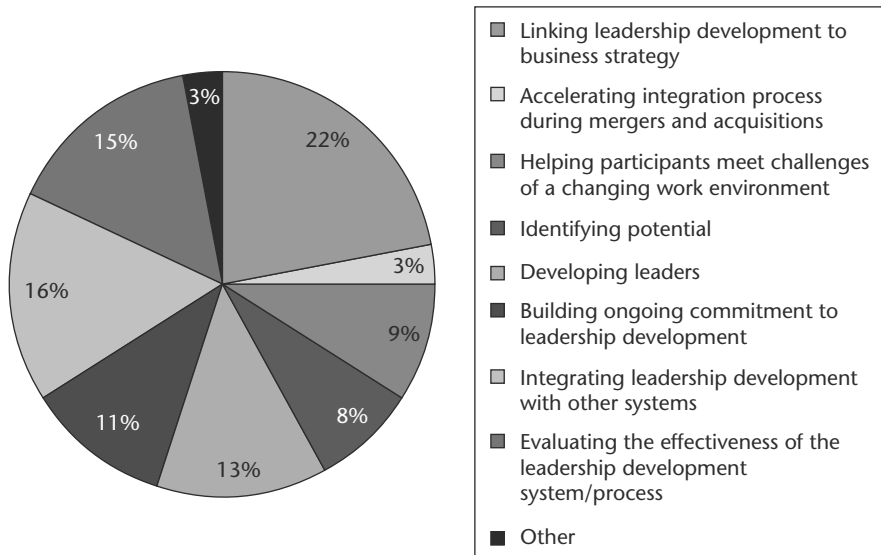 22%
3%
9%
8%
13%
11%
16%
15%
3%
Linking leadership development to
business strategy
Accelerating integration process
during mergers and acquisitions
Helping participants meet challenges
of a changing work environment
Identifying potential
Developing leaders
Building ongoing commitment to
leadership development
Integrating leadership development
with other systems
Evaluating the effectiveness of the
leadership development
system/process
Other